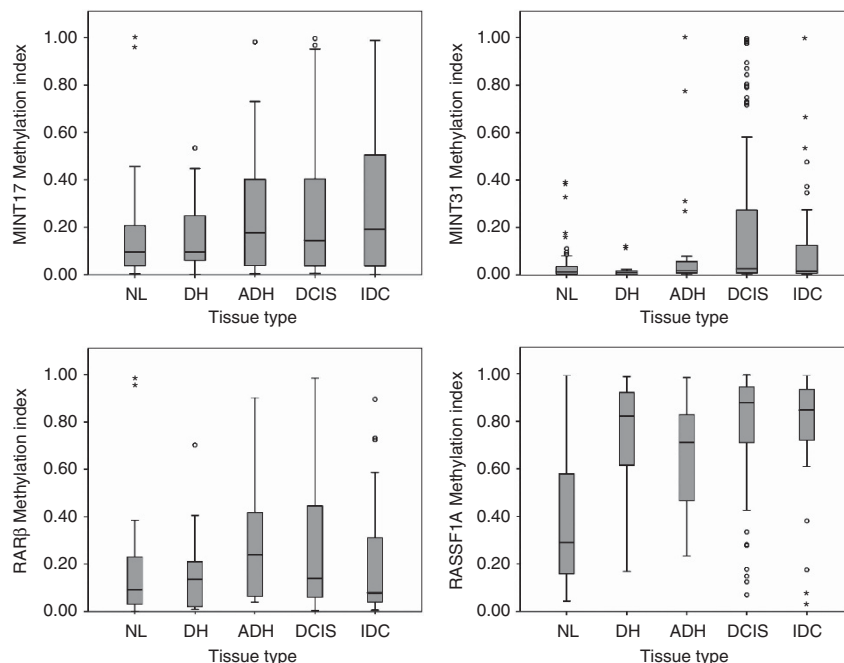 MINT17 Methylation index
1.00
0.80
0.60
0.40
0.20
0.00
NL DH ADH DCIS IDC
Tissue type
MINT31 Methylation index
1.00
0.80
0.60
0.40
0.20
0.00
NL DH ADH DCIS IDC
Tissue type
RARβ Methylation index
1.00
0.80
0.60
0.40
0.20
0.00
NL DH ADH DCIS IDC
Tissue type
RASSF1A Methylation index
1.00
0.80
0.60
0.40
0.20
0.00
NL DH ADH DCIS IDC
Tissue type